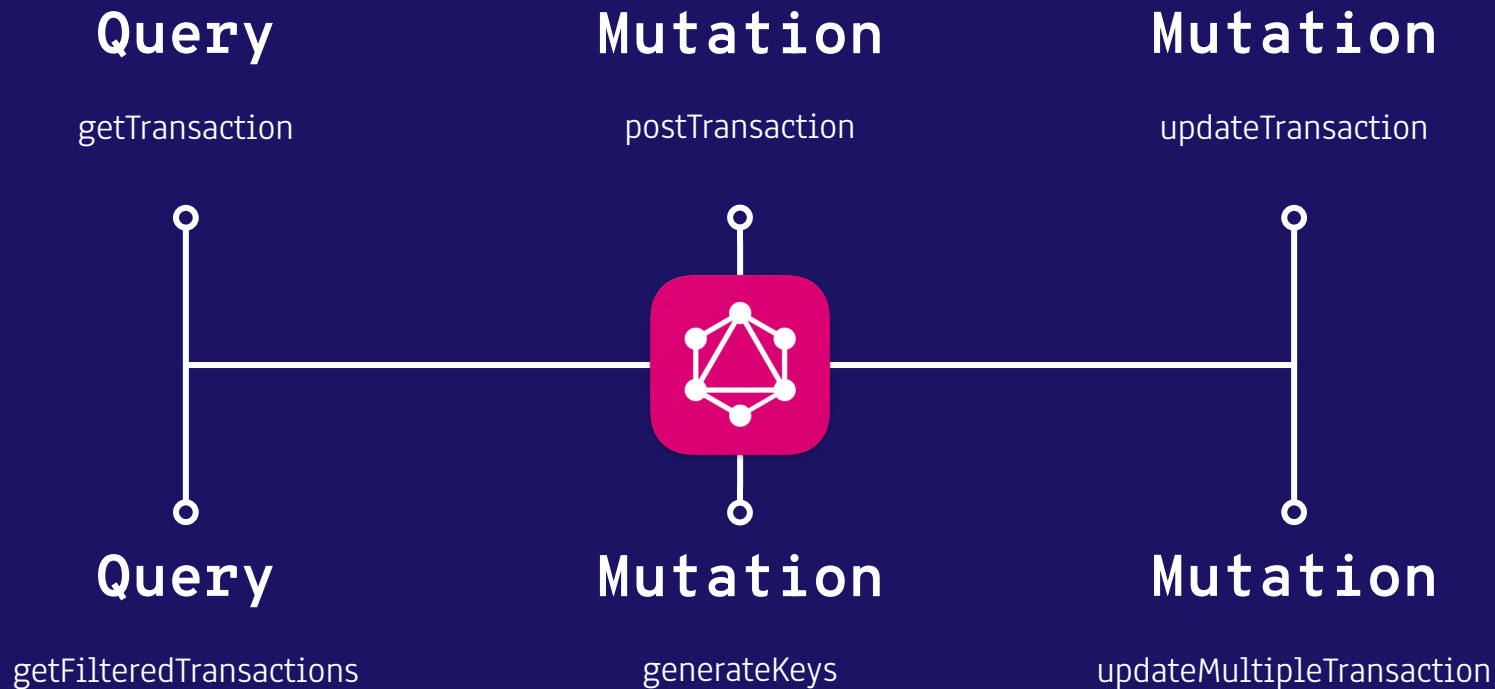 Query
Mutation
Mutation
getTransaction
postTransaction
updateTransaction
Query
Mutation
Mutation
getFilteredTransactions
generateKeys
updateMultipleTransaction